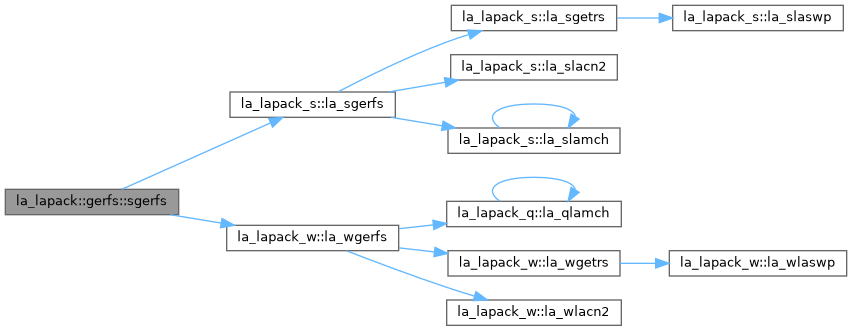 la_lapack_s::la_sgetrs
la_lapack_s::la_slaswp
la_lapack_s::la_slacn2
la_lapack_s::la_sgerfs
la_lapack_s::la_slamch
la_lapack::gerfs::sgerfs
la_lapack_q::la_qlamch
la_lapack_w::la_wgerfs
la_lapack_w::la_wgetrs
la_lapack_w::la_wlaswp
la_lapack_w::la_wlacn2